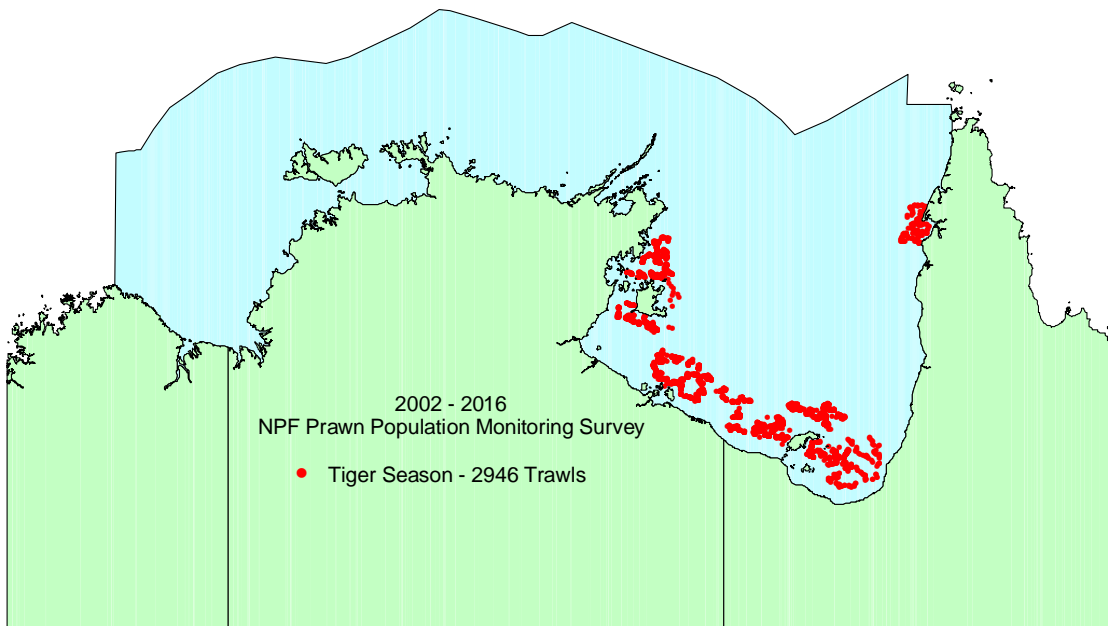 2002 - 2016
NPF Prawn Population Monitoring Survey
Tiger Season - 2946 Trawls